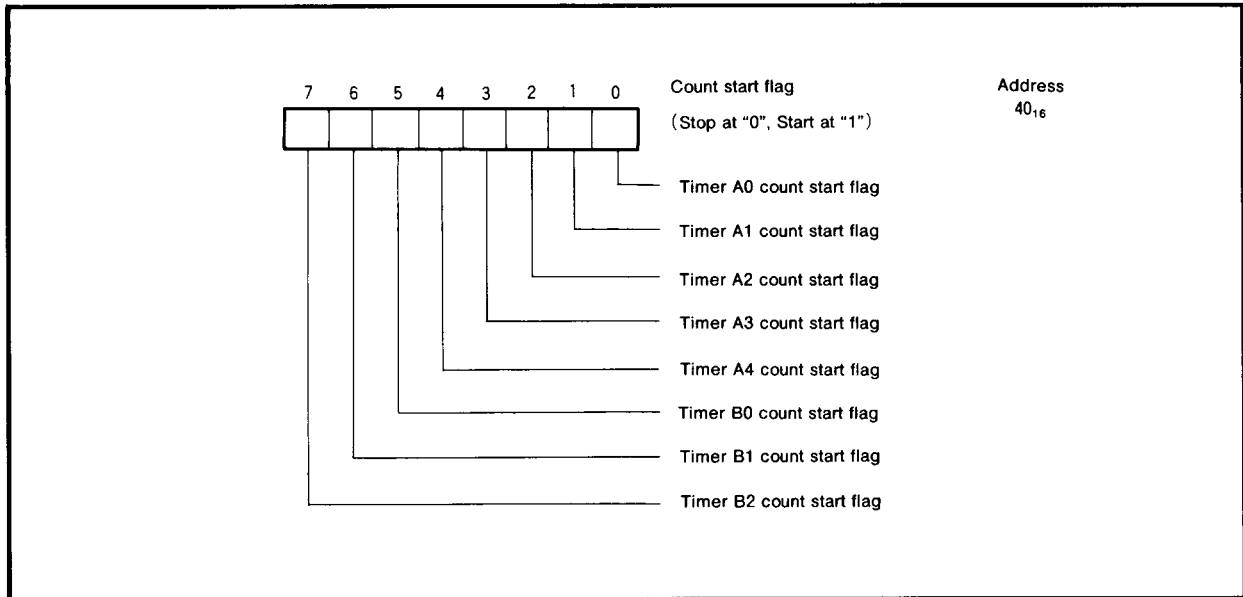 7 6 5 4 3 2 1 0 Count start flag Address
(Stop at “0”, Start at “1”) 40₁₆
Timer A0 count start flag
Timer A1 count start flag
Timer A2 count start flag
Timer A3 count start flag
Timer A4 count start flag
Timer B0 count start flag
Timer B1 count start flag
Timer B2 count start flag